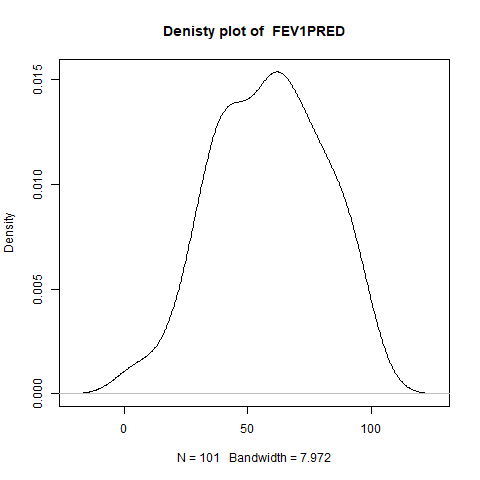 Denisty plot of  FEV1PRED
0.015
0.010
0.005
0.000
Density
0
50
100
N = 101   Bandwidth = 7.972